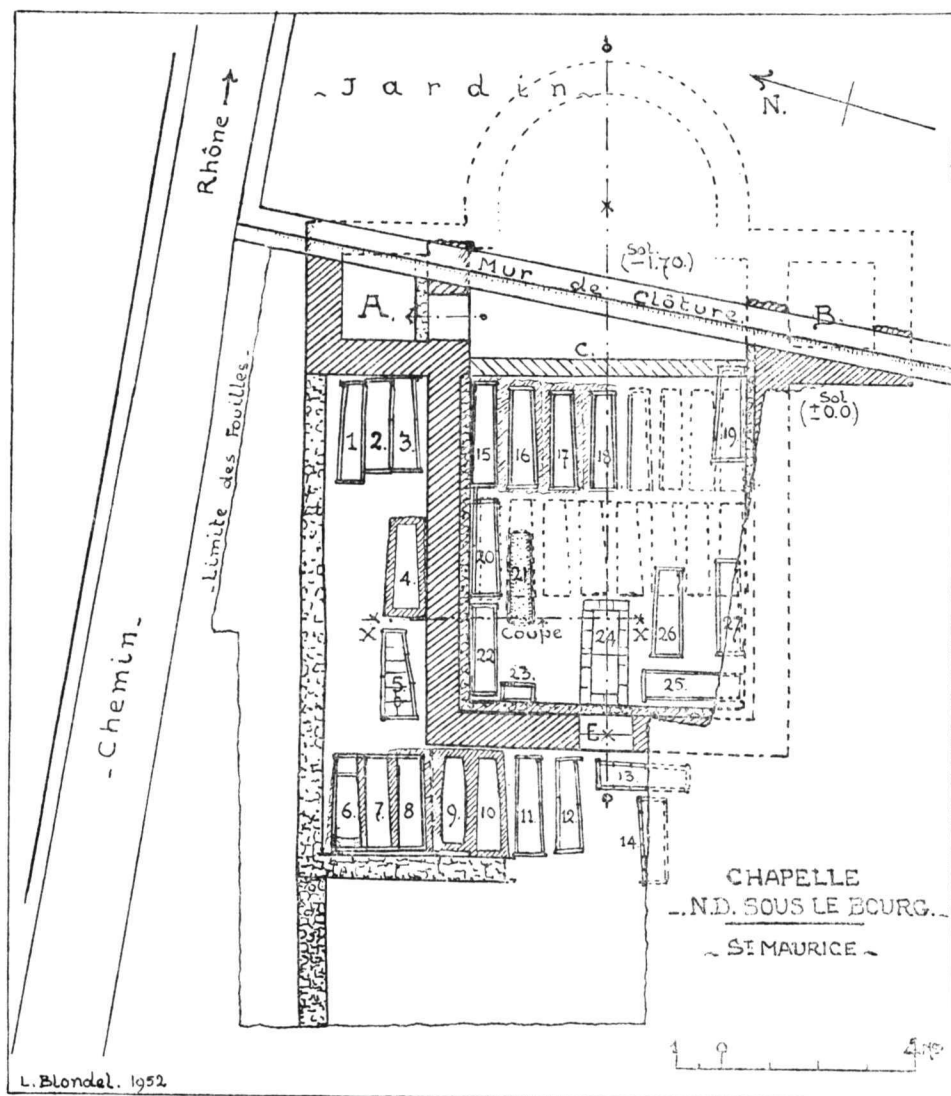 ~ Jardin ~
N.
Rhône →
Sol
(±1.70.)
Mur de Clôture
A.
B.
C.
Sol
(±0.0)
-Limite des Fouilles-
1 2. 3.
15 16 17 18 19
4. 20 21
X X
Coupe
22 23. 24 26 27
5. 25.
-Chemin-
E
6. 7. 8 9. 10 11 12 13.
14
CHAPELLE
_.N.D. SOUS LE BOURG._
~ ST MAURICE ~
1 0
L. Blondel. 1952